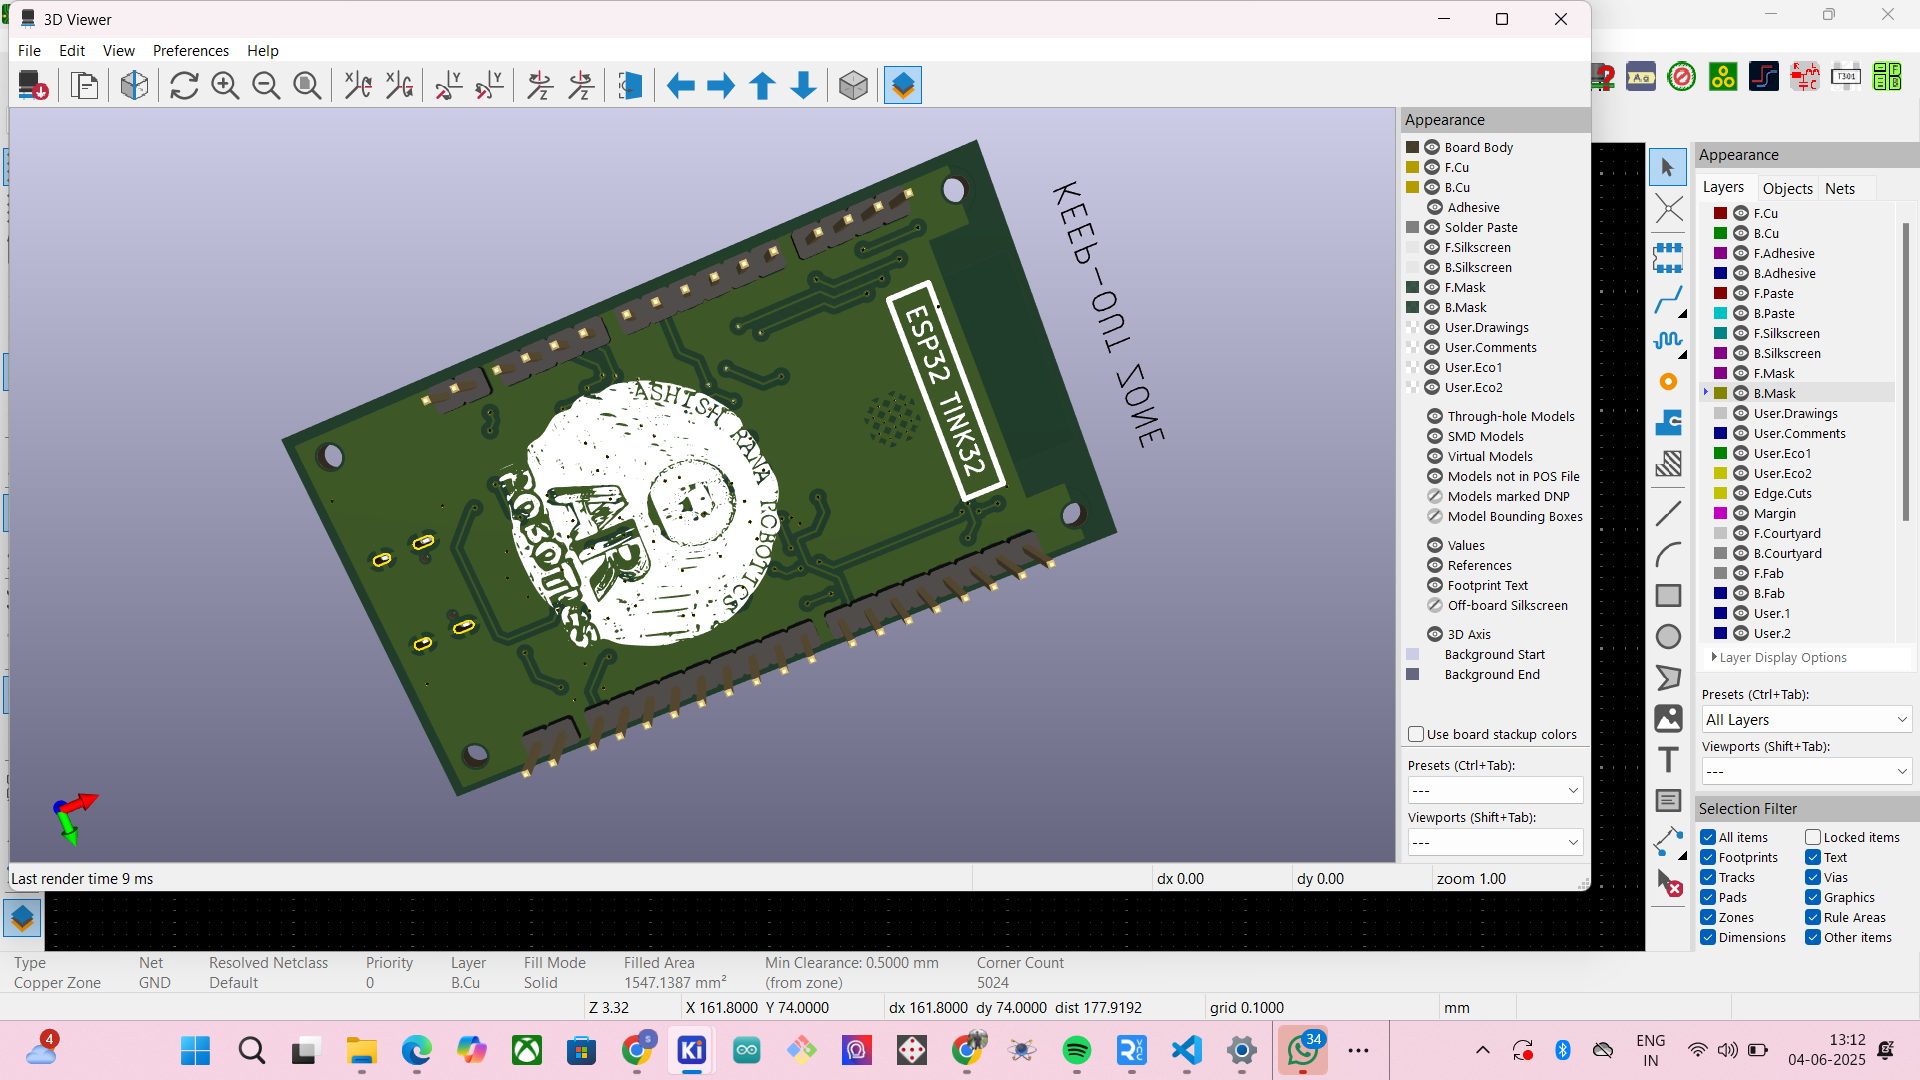 3D Viewer
File Edit View Preferences Help
Appearance
Board Body
F.Cu
B.Cu
Adhesive
Solder Paste
F.Silkscreen
B.Silkscreen
F.Mask
B.Mask
User.Drawings
User.Comments
User.Eco1
User.Eco2
Through-hole Models
SMD Models
Virtual Models
Models not in POS File
Models marked DNP
Model Bounding Boxes
Values
References
Footprint Text
Off-board Silkscreen
3D Axis
Background Start
Background End
Use board stackup colors
Presets (Ctrl+Tab):
---
Viewports (Shift+Tab):
---
KEEP-OUT ZONE
ESP32 TINK32
ASHISH RANA ROBOTICS
AR
Last render time 9 ms
dx 0.00
dy 0.00
zoom 1.00
T301
Appearance
Layers Objects Nets
F.Cu
B.Cu
F.Adhesive
B.Adhesive
F.Paste
B.Paste
F.Silkscreen
B.Silkscreen
F.Mask
B.Mask
User.Drawings
User.Comments
User.Eco1
User.Eco2
Edge.Cuts
Margin
F.Courtyard
B.Courtyard
F.Fab
B.Fab
User.1
User.2
Layer Display Options
Presets (Ctrl+Tab):
All Layers
Viewports (Shift+Tab):
---
Selection Filter
All items Locked items
Footprints Text
Tracks Vias
Pads Graphics
Zones Rule Areas
Dimensions Other items
Type Net Resolved Netclass Priority Layer Fill Mode Filled Area Min Clearance: 0.5000 mm Corner Count
Copper Zone GND Default 0 B.Cu Solid 1547.1387 mm² (from zone) 5024
Z 3.32 X 161.8000 Y 74.0000 dx 161.8000 dy 74.0000 dist 177.9192 grid 0.1000 mm
4
Ki
34
ENG
IN
13:12
04-06-2025